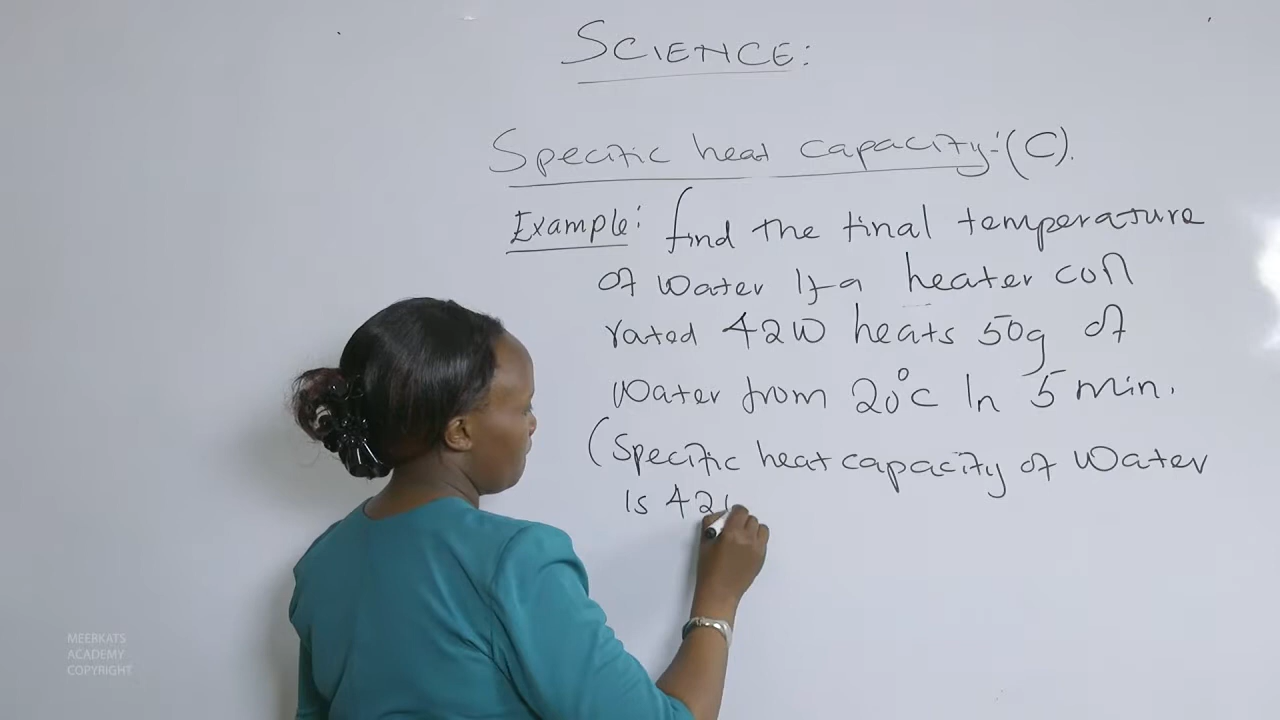 SCIENCE:
Specific heat capacity:(C).
Example: find the final temperature
of water If a heater coil
rated 42W heats 50g of
Water from 20°C In 5 min.
(Specific heat capacity of Water
Is 42
MEERKATS
ACADEMY
COPYRIGHT